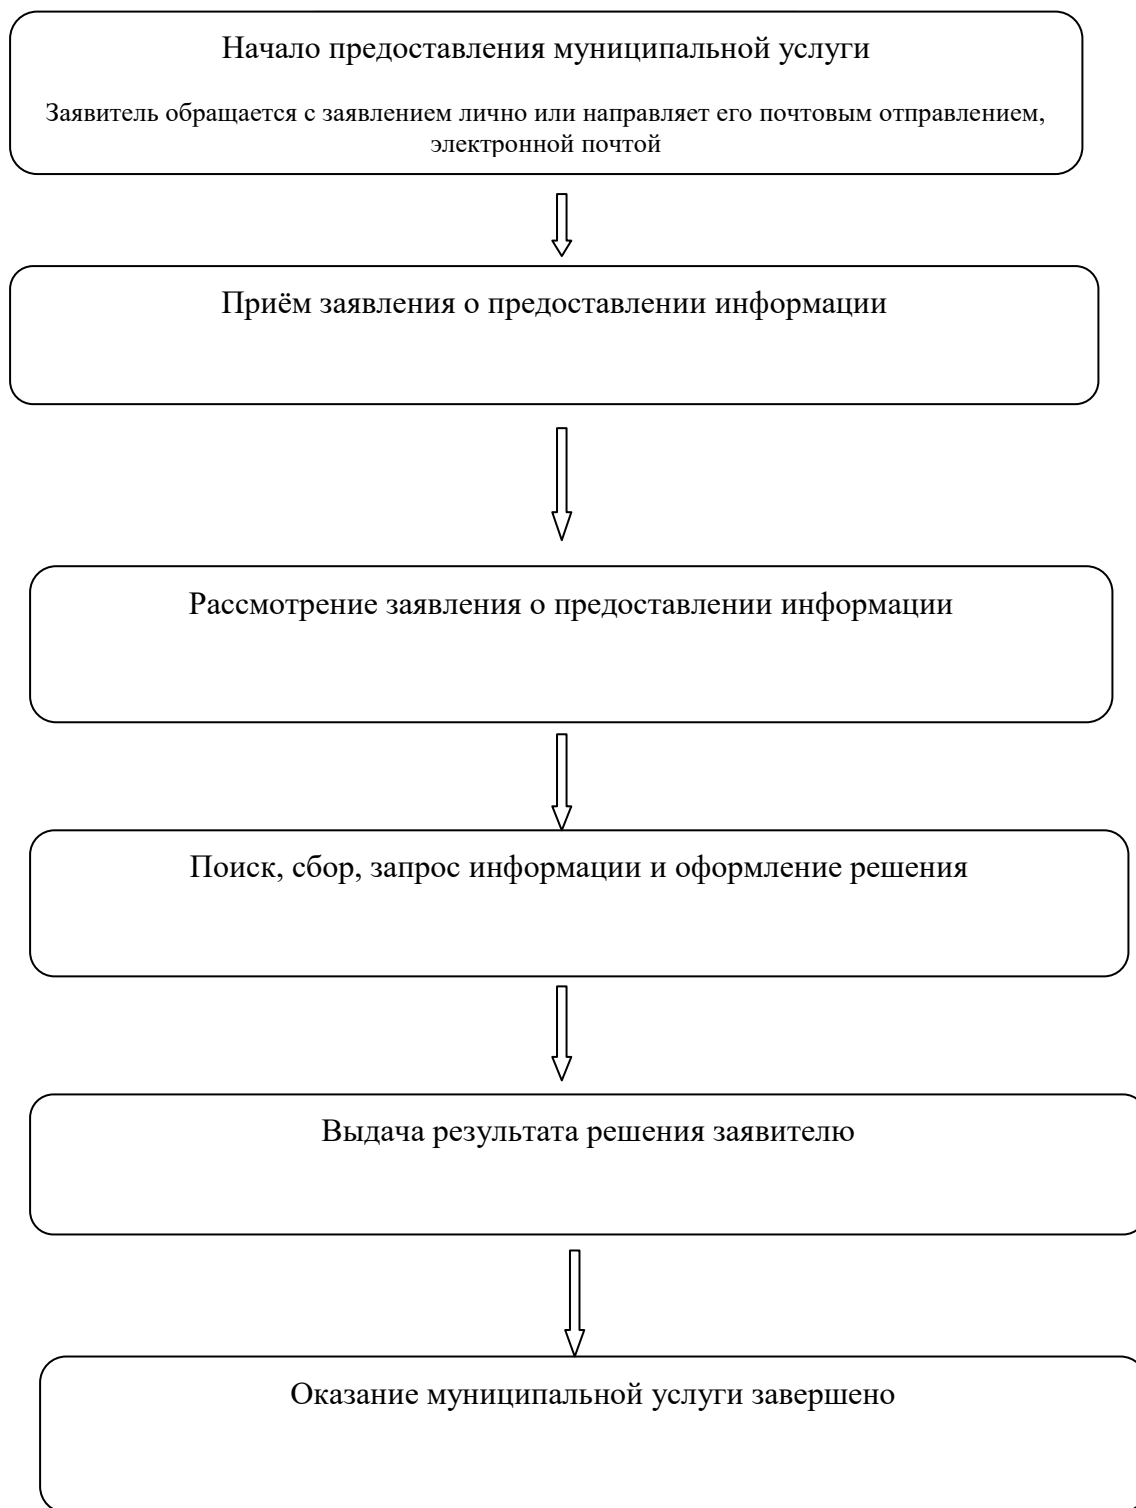 Начало предоставления муниципальной услуги
Заявитель обращается с заявлением лично или направляет его почтовым отправлением,
электронной почтой
Приём заявления о предоставлении информации
Рассмотрение заявления о предоставлении информации
Поиск, сбор, запрос информации и оформление решения
Выдача результата решения заявителю
Оказание муниципальной услуги завершено